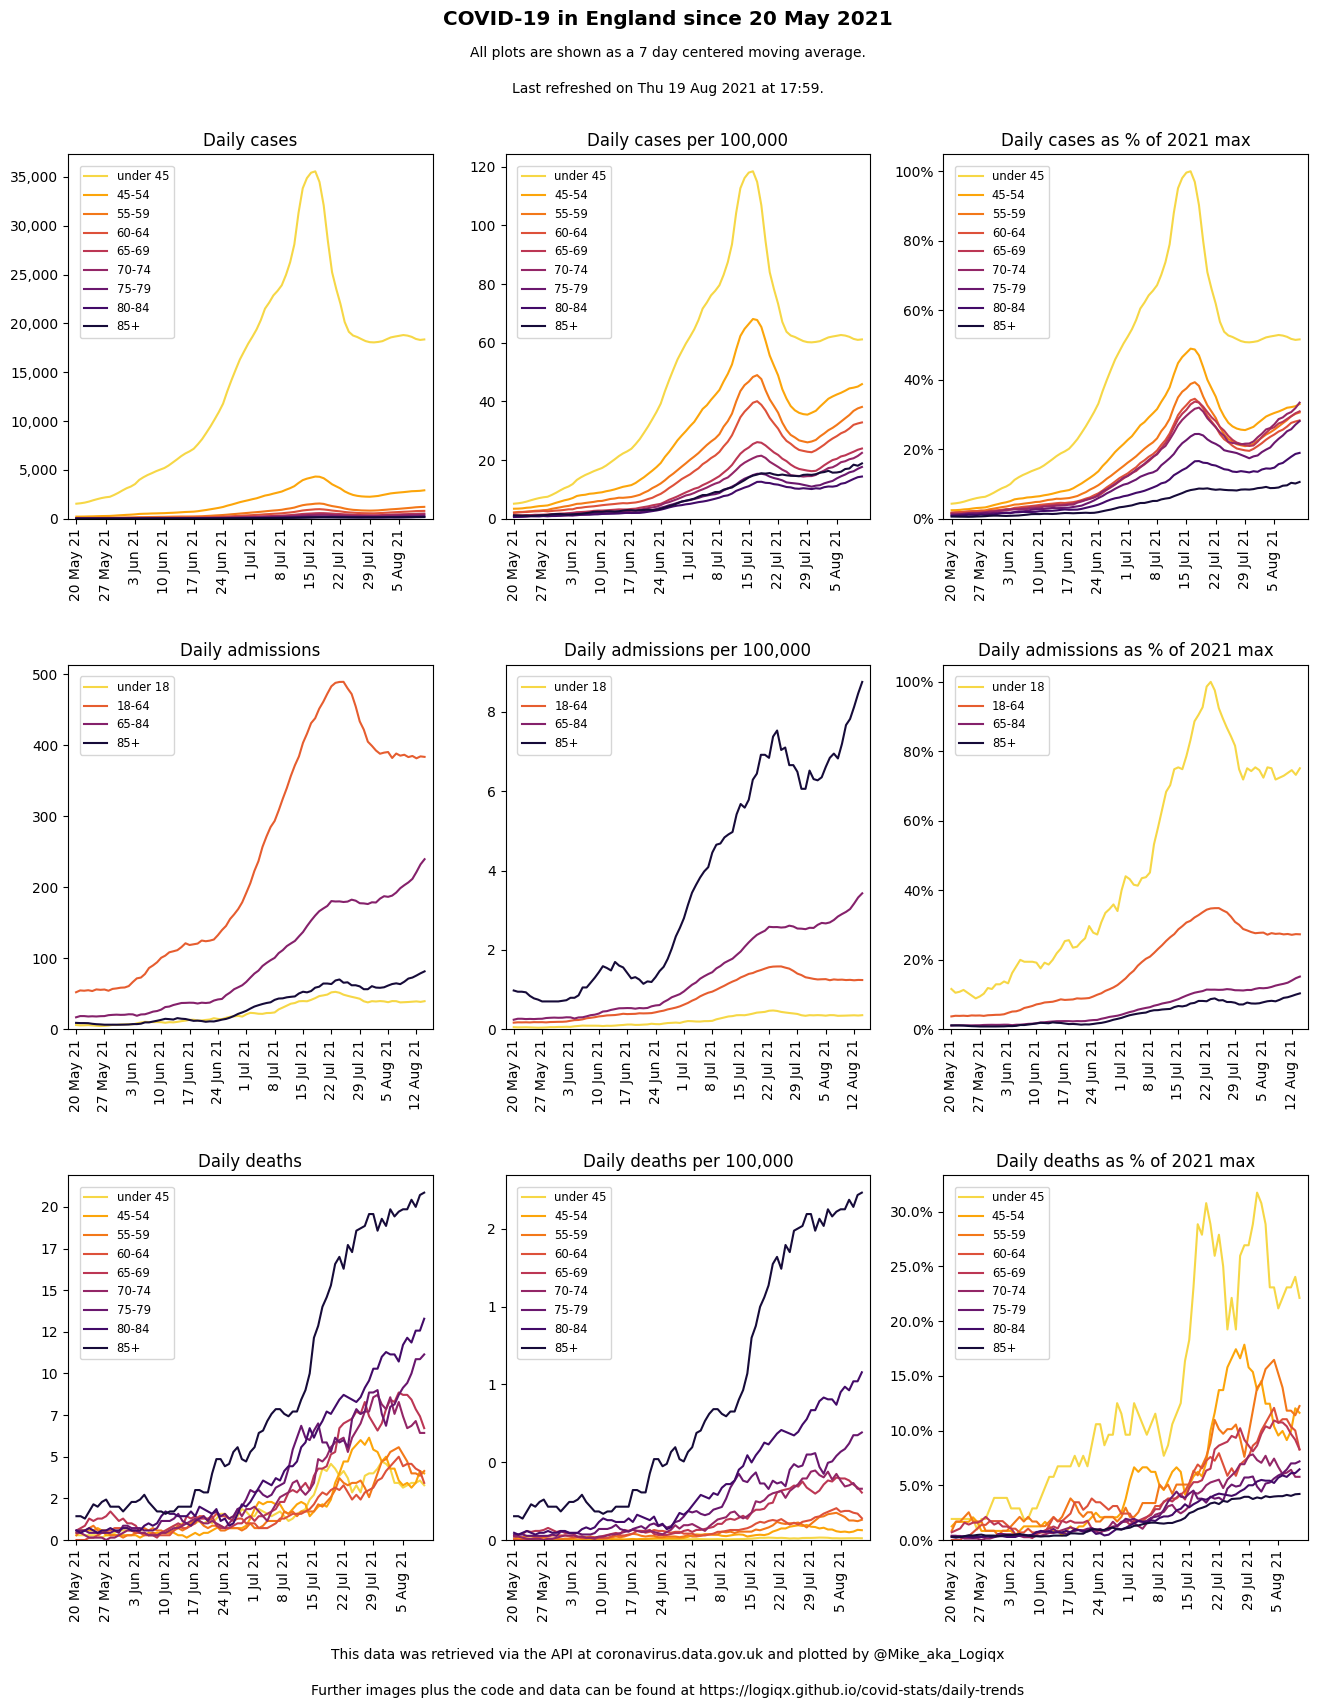 COVID-19 in England since 20 May 2021
All plots are shown as a 7 day centered moving average.
Last refreshed on Thu 19 Aug 2021 at 17:59.
Daily cases
35,000
30,000
25,000
20,000
15,000
10,000
5,000
0
under 45
45-54
55-59
60-64
65-69
70-74
75-79
80-84
85+
20 May 21
27 May 21
3 Jun 21
10 Jun 21
17 Jun 21
24 Jun 21
1 Jul 21
8 Jul 21
15 Jul 21
22 Jul 21
29 Jul 21
5 Aug 21
Daily cases per 100,000
120
100
80
60
40
20
0
under 45
45-54
55-59
60-64
65-69
70-74
75-79
80-84
85+
20 May 21
27 May 21
3 Jun 21
10 Jun 21
17 Jun 21
24 Jun 21
1 Jul 21
8 Jul 21
15 Jul 21
22 Jul 21
29 Jul 21
5 Aug 21
Daily cases as % of 2021 max
100%
80%
60%
40%
20%
0%
under 45
45-54
55-59
60-64
65-69
70-74
75-79
80-84
85+
20 May 21
27 May 21
3 Jun 21
10 Jun 21
17 Jun 21
24 Jun 21
1 Jul 21
8 Jul 21
15 Jul 21
22 Jul 21
29 Jul 21
5 Aug 21
Daily admissions
500
400
300
200
100
0
under 18
18-64
65-84
85+
20 May 21
27 May 21
3 Jun 21
10 Jun 21
17 Jun 21
24 Jun 21
1 Jul 21
8 Jul 21
15 Jul 21
22 Jul 21
29 Jul 21
5 Aug 21
12 Aug 21
Daily admissions per 100,000
8
6
4
2
0
under 18
18-64
65-84
85+
20 May 21
27 May 21
3 Jun 21
10 Jun 21
17 Jun 21
24 Jun 21
1 Jul 21
8 Jul 21
15 Jul 21
22 Jul 21
29 Jul 21
5 Aug 21
12 Aug 21
Daily admissions as % of 2021 max
100%
80%
60%
40%
20%
0%
under 18
18-64
65-84
85+
20 May 21
27 May 21
3 Jun 21
10 Jun 21
17 Jun 21
24 Jun 21
1 Jul 21
8 Jul 21
15 Jul 21
22 Jul 21
29 Jul 21
5 Aug 21
12 Aug 21
Daily deaths
20
17
15
12
10
7
5
2
0
under 45
45-54
55-59
60-64
65-69
70-74
75-79
80-84
85+
20 May 21
27 May 21
3 Jun 21
10 Jun 21
17 Jun 21
24 Jun 21
1 Jul 21
8 Jul 21
15 Jul 21
22 Jul 21
29 Jul 21
5 Aug 21
Daily deaths per 100,000
2
1
1
0
0
under 45
45-54
55-59
60-64
65-69
70-74
75-79
80-84
85+
20 May 21
27 May 21
3 Jun 21
10 Jun 21
17 Jun 21
24 Jun 21
1 Jul 21
8 Jul 21
15 Jul 21
22 Jul 21
29 Jul 21
5 Aug 21
Daily deaths as % of 2021 max
30.0%
25.0%
20.0%
15.0%
10.0%
5.0%
0.0%
under 45
45-54
55-59
60-64
65-69
70-74
75-79
80-84
85+
20 May 21
27 May 21
3 Jun 21
10 Jun 21
17 Jun 21
24 Jun 21
1 Jul 21
8 Jul 21
15 Jul 21
22 Jul 21
29 Jul 21
5 Aug 21
This data was retrieved via the API at coronavirus.data.gov.uk and plotted by @Mike_aka_Logiqx
Further images plus the code and data can be found at https://logiqx.github.io/covid-stats/daily-trends